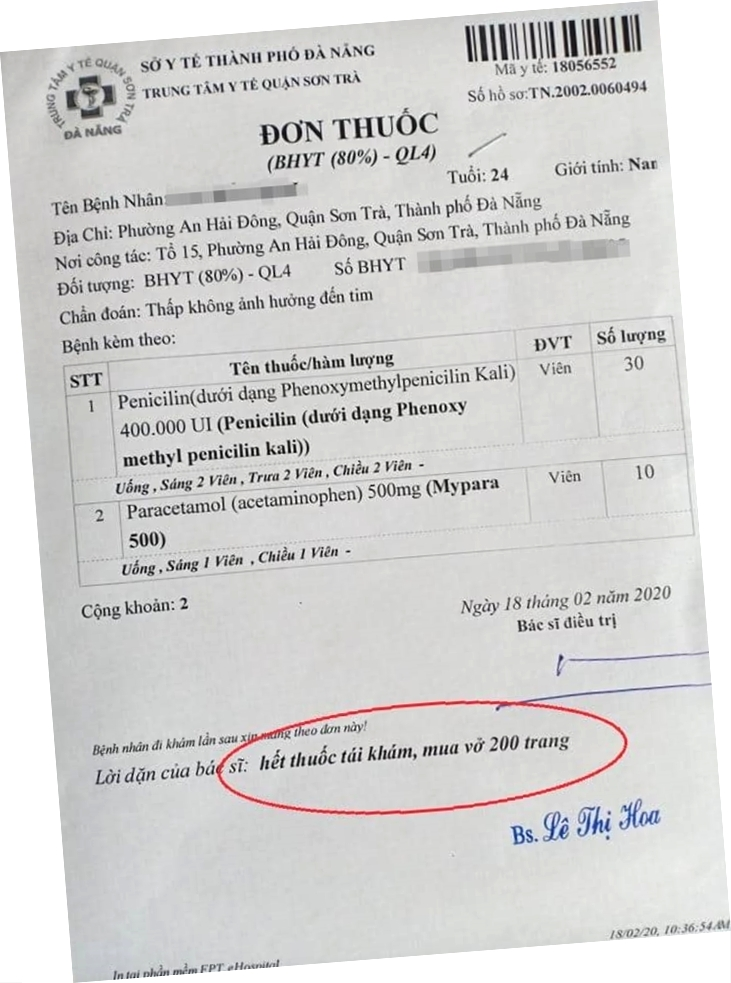 TRUNG TÂM Y TẾ QUẬN SƠN TRÀ
ĐÀ NẴNG
SỞ Y TẾ THÀNH PHỐ ĐÀ NẴNG
TRUNG TÂM Y TẾ QUẬN SƠN TRÀ
Mã y tế: 18056552
Số hồ sơ:TN.2002.0060494
ĐƠN THUỐC
(BHYT (80%) - QL4)
Tên Bệnh Nhân:
Tuổi: 24
Giới tính: Nam
Địa Chỉ: Phường An Hải Đông, Quận Sơn Trà, Thành phố Đà Nẵng
Nơi công tác: Tổ 15, Phường An Hải Đông, Quận Sơn Trà, Thành phố Đà Nẵng
Đối tượng: BHYT (80%) - QL4 Số BHYT
Chẩn đoán: Thấp không ảnh hưởng đến tim
Bệnh kèm theo:
STT Tên thuốc/hàm lượng ĐVT Số lượng
1 Penicilin(dưới dạng Phenoxymethylpenicilin Kali) Viên 30
400.000 UI (Penicilin (dưới dạng Phenoxy
methyl penicilin kali))
Uống , Sáng 2 Viên , Trưa 2 Viên , Chiều 2 Viên -
2 Paracetamol (acetaminophen) 500mg (Mypara Viên 10
500)
Uống , Sáng 1 Viên , Chiều 1 Viên -
Cộng khoản: 2
Ngày 18 tháng 02 năm 2020
Bác sĩ điều trị
Bệnh nhân đi khám lần sau xin mang theo đơn này!
Lời dặn của bác sĩ: hết thuốc tái khám, mua vở 200 trang
Bs. Lê Thị Hoa
18/02/20, 10:36:54AM
In tại phần mềm FPT. eHospital